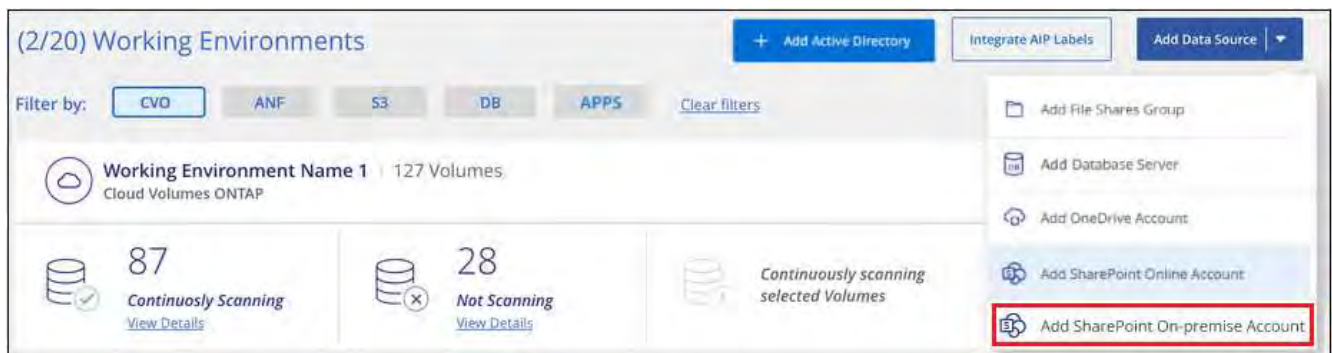 (2/20) Working Environments
+ Add Active Directory
Integrate AIP Labels
Add Data Source
Filter by:
CVO
ANF
S3
DB
APPS
Clear filters
Add File Shares Group
Add Database Server
Add OneDrive Account
Add SharePoint Online Account
Add SharePoint On-premise Account
Working Environment Name 1 | 127 Volumes
Cloud Volumes ONTAP
87
Continuosly Scanning
View Details
28
Not Scanning
View Details
Continuously scanning
selected Volumes